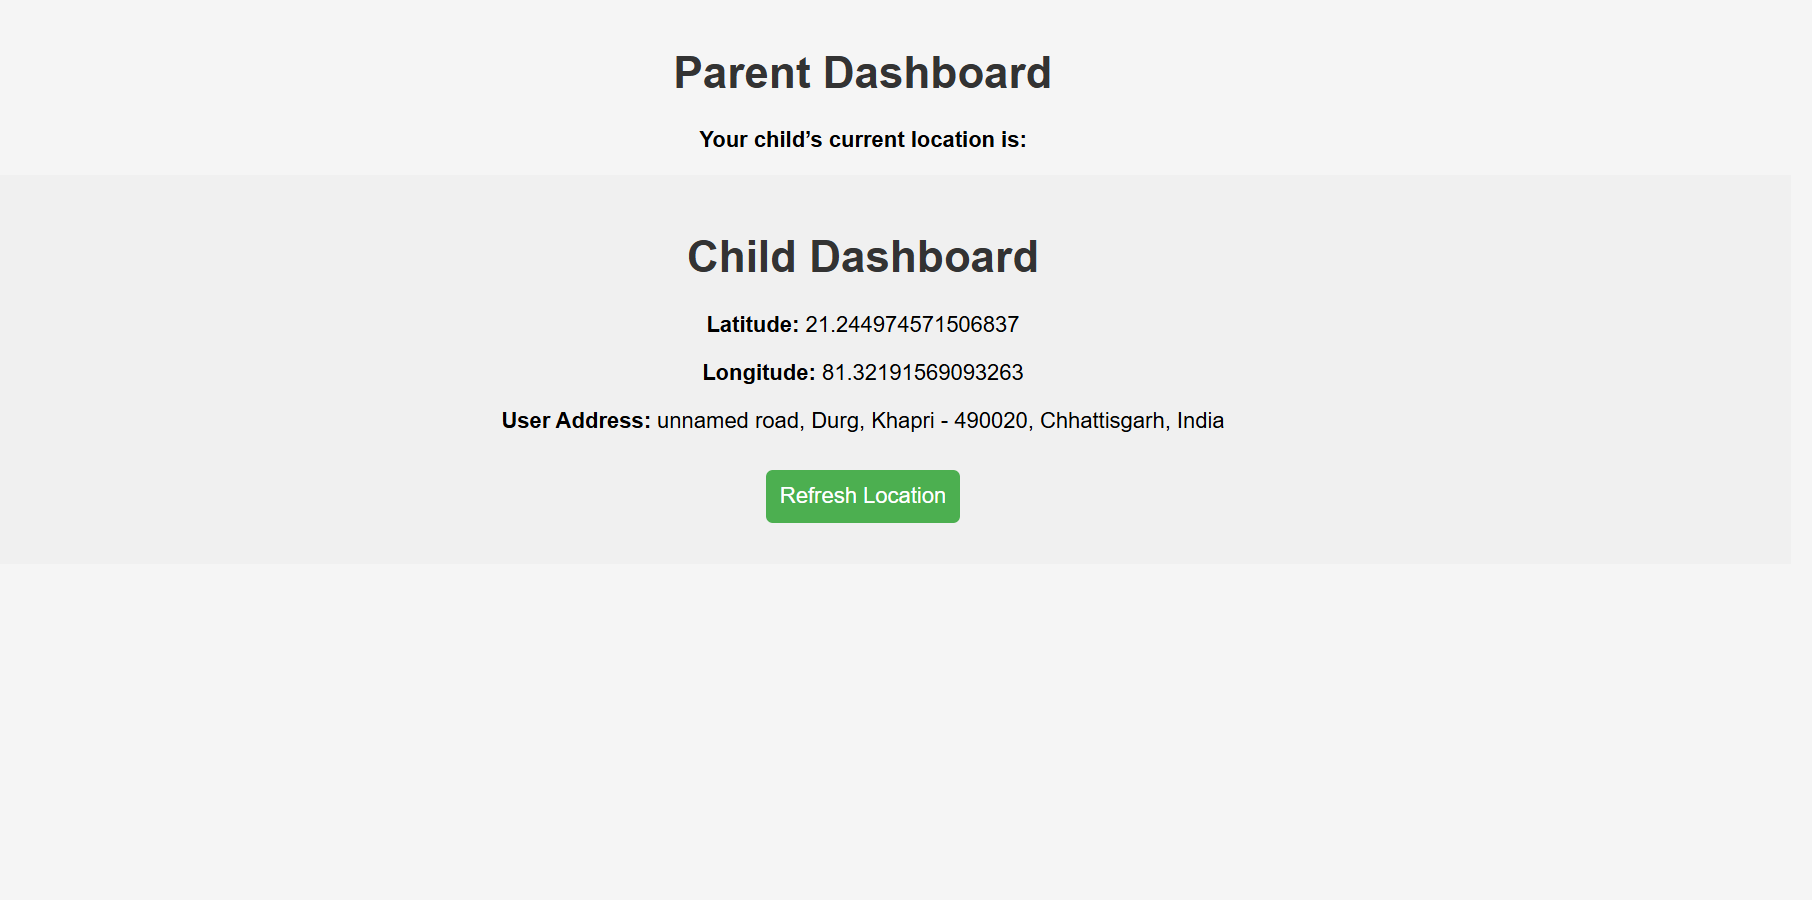 Parent Dashboard
Your child’s current location is:
Child Dashboard
Latitude: 21.244974571506837
Longitude: 81.32191569093263
User Address: unnamed road, Durg, Khapri - 490020, Chhattisgarh, India
Refresh Location